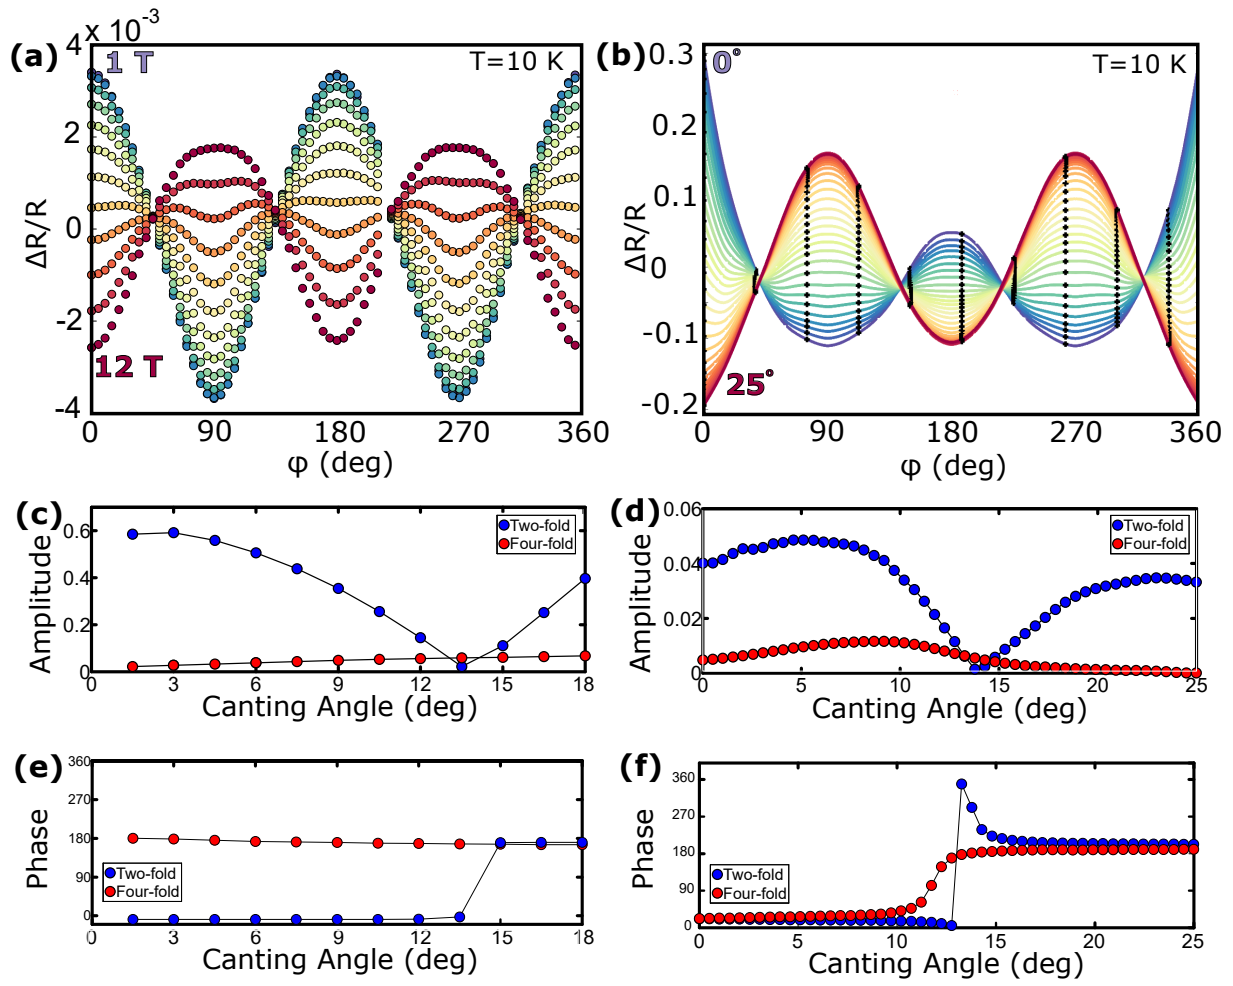 (a)
x 10⁻³
1 T
T=10 K
12 T
4
2
0
-2
-4
ΔR/R
0 90 180 270 360
φ (deg)
(b)
0°
T=10 K
25°
0.3
0.2
0.1
0
-0.1
-0.2
ΔR/R
0 90 180 270 360
φ (deg)
(c)
Two-fold
Four-fold
0.6
0.4
0.2
0
Amplitude
0 3 6 9 12 15 18
Canting Angle (deg)
(d)
Two-fold
Four-fold
0.06
0.04
0.02
0
Amplitude
0 5 10 15 20 25
Canting Angle (deg)
(e)
360
270
180
90
0
Phase
Two-fold
Four-fold
0 3 6 9 12 15 18
Canting Angle (deg)
(f)
360
270
180
90
0
Phase
Two-fold
Four-fold
0 5 10 15 20 25
Canting Angle (deg)